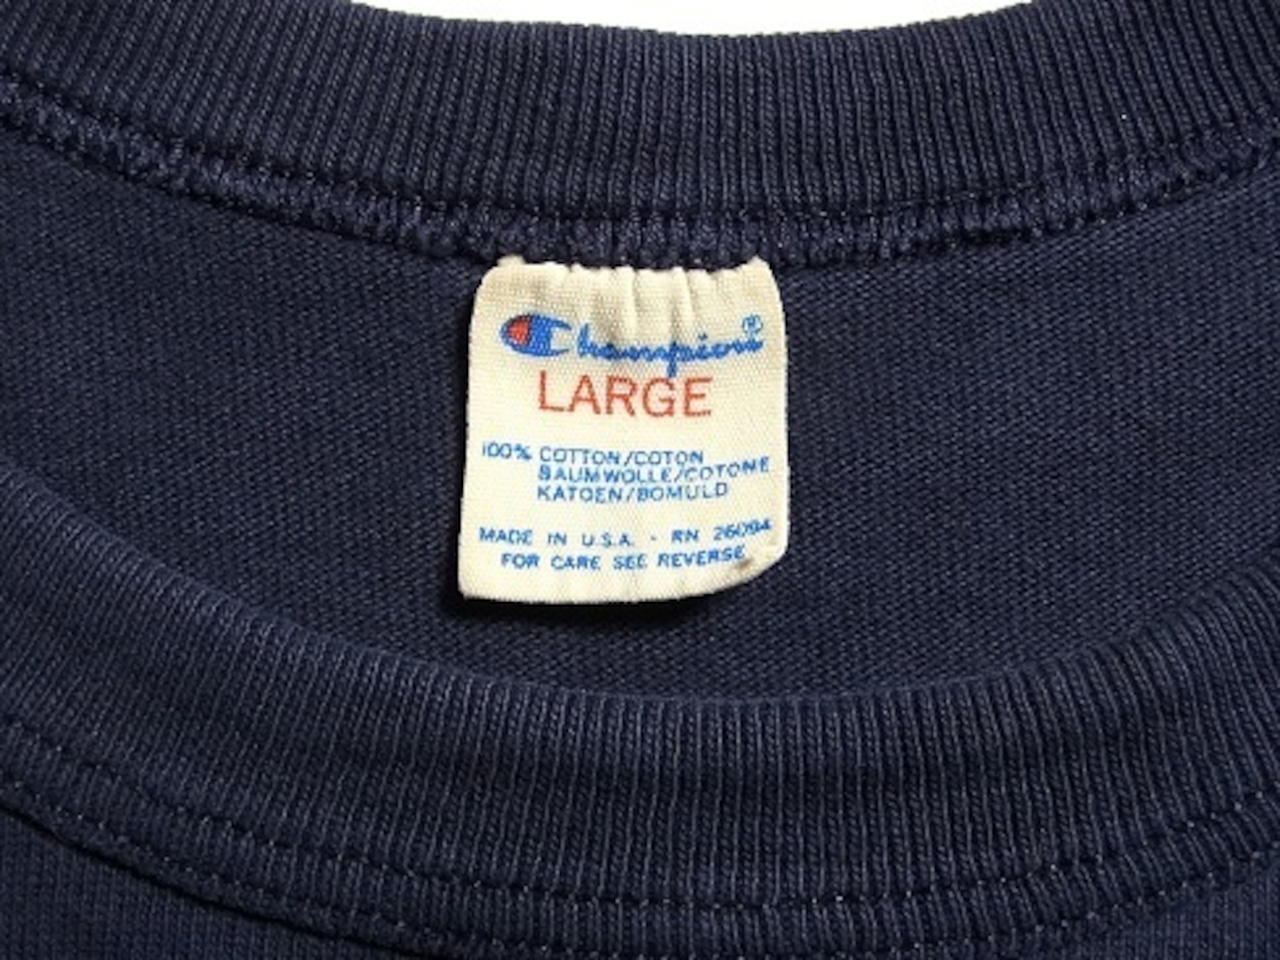 Champion®
LARGE
100% COTTON/COTON
BAUMWOLLE/COTONE
KATOEN/BOMULD
MADE IN U.S.A. · RN 26094
FOR CARE SEE REVERSE